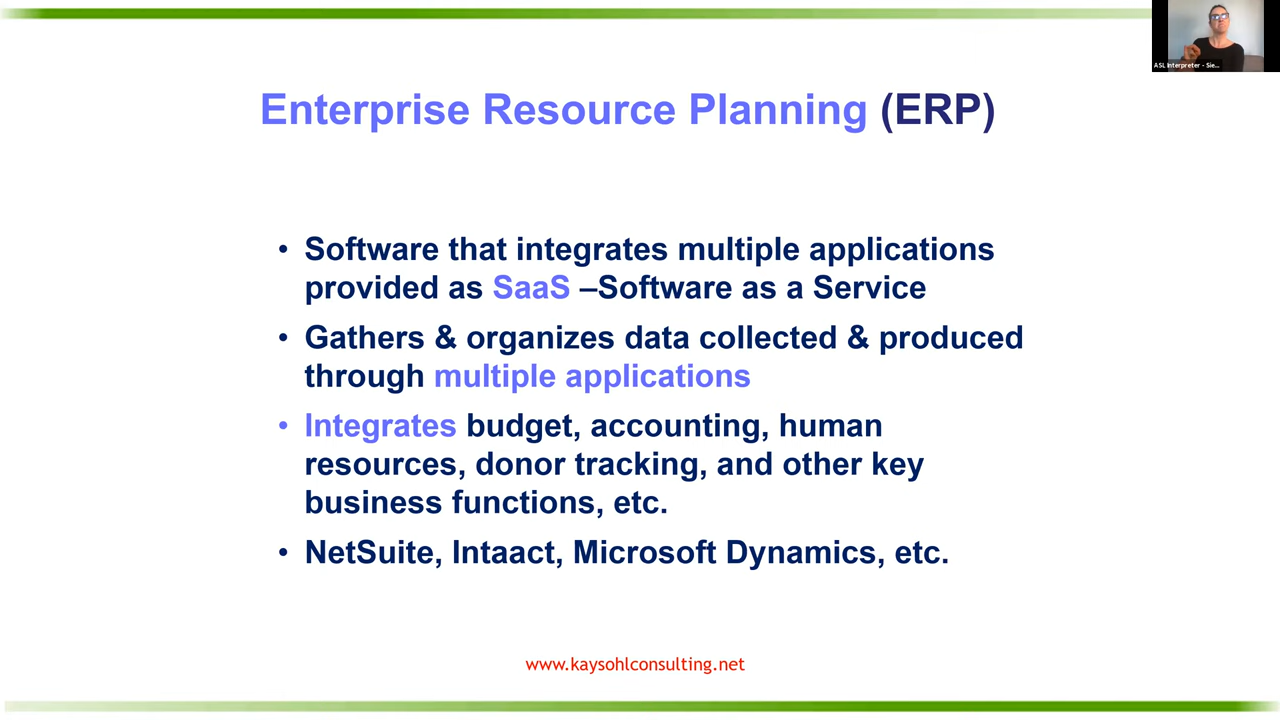 ASL Interpreter - Sie...
Enterprise Resource Planning (ERP)
• Software that integrates multiple applications
provided as SaaS –Software as a Service
• Gathers & organizes data collected & produced
through multiple applications
• Integrates budget, accounting, human
resources, donor tracking, and other key
business functions, etc.
• NetSuite, Intaact, Microsoft Dynamics, etc.
www.kaysohlconsulting.net